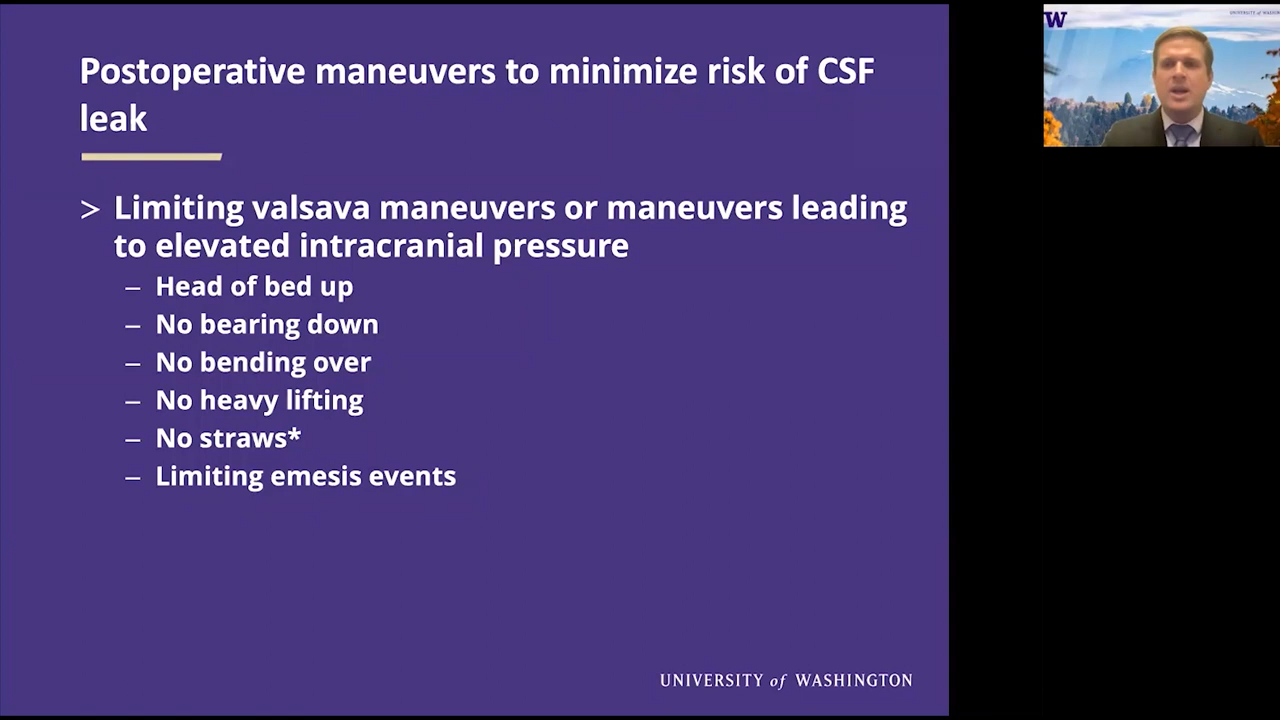 Postoperative maneuvers to minimize risk of CSF
leak
> Limiting valsava maneuvers or maneuvers leading
to elevated intracranial pressure
– Head of bed up
– No bearing down
– No bending over
– No heavy lifting
– No straws*
– Limiting emesis events
UNIVERSITY of WASHINGTON
W